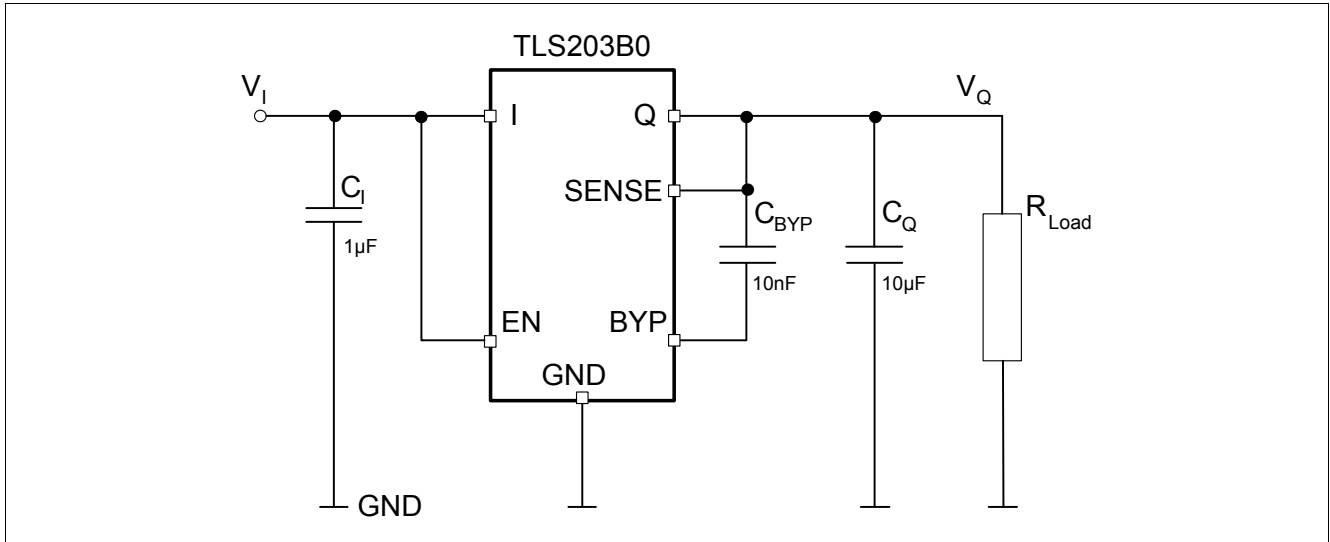 TLS203B0
V_I
I
Q
V_Q
SENSE
C_I
1µF
C_BYP
10nF
C_Q
10µF
R_Load
EN
BYP
GND
GND